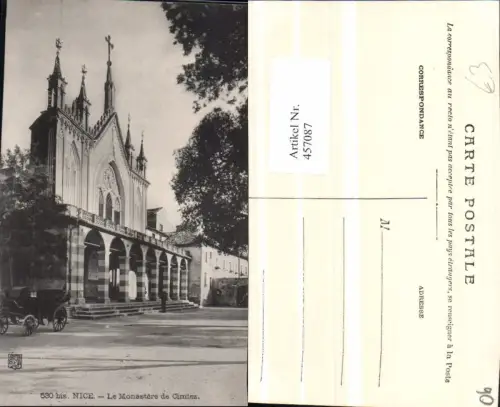 530 bis. NICE. — Le Monastère de Cimiez.
Artikel Nr.
457087
CARTE POSTALE
La correspondance au recto n'étant pas acceptée par tous les pays étrangers, se renseigner à la Poste
CORRESPONDANCE
ADRESSE
M
90